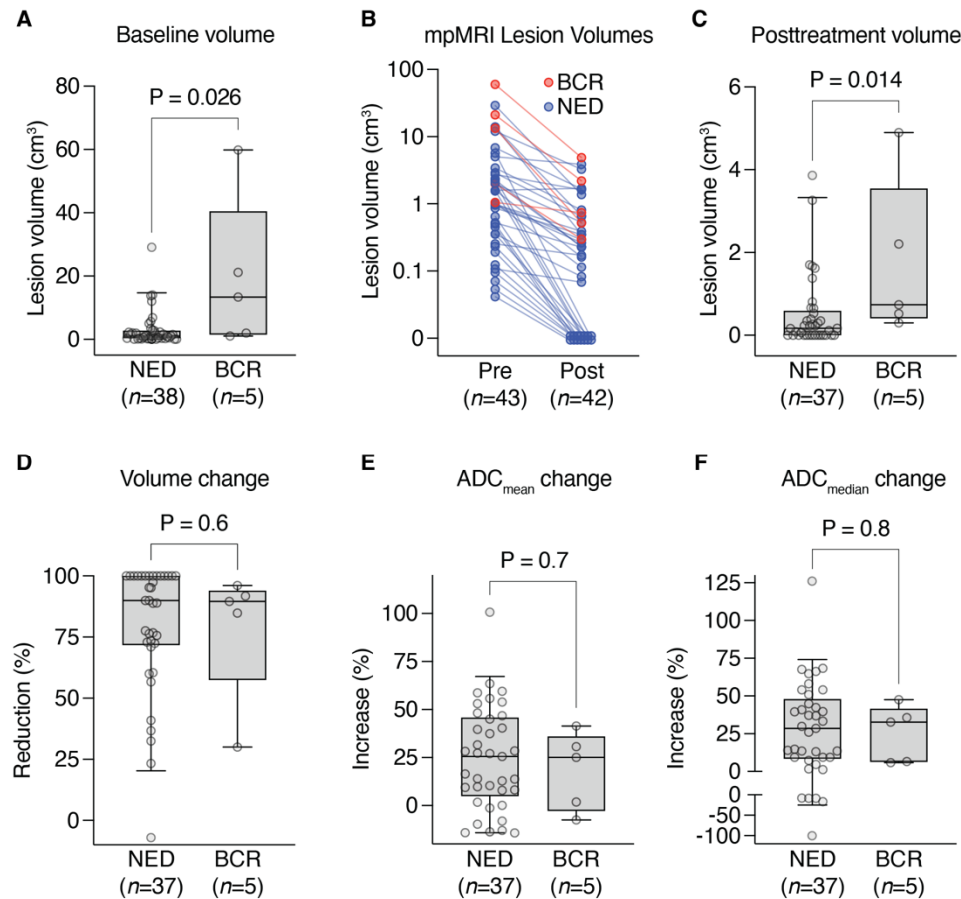 A
Baseline volume
P = 0.026
Lesion volume (cm³)
80
60
40
20
0
NED
(n=38)
BCR
(n=5)
B
mpMRI Lesion Volumes
BCR
NED
Lesion volume (cm³)
100
10
1
0.1
0
Pre
(n=43)
Post
(n=42)
C
Posttreatment volume
P = 0.014
Lesion volume (cm³)
6
4
2
0
NED
(n=37)
BCR
(n=5)
D
Volume change
P = 0.6
Reduction (%)
100
75
50
25
0
NED
(n=37)
BCR
(n=5)
E
ADCmean change
P = 0.7
Increase (%)
100
75
50
25
0
NED
(n=37)
BCR
(n=5)
F
ADCmedian change
P = 0.8
Increase (%)
125
100
75
50
25
0
0
-50
-100
NED
(n=37)
BCR
(n=5)